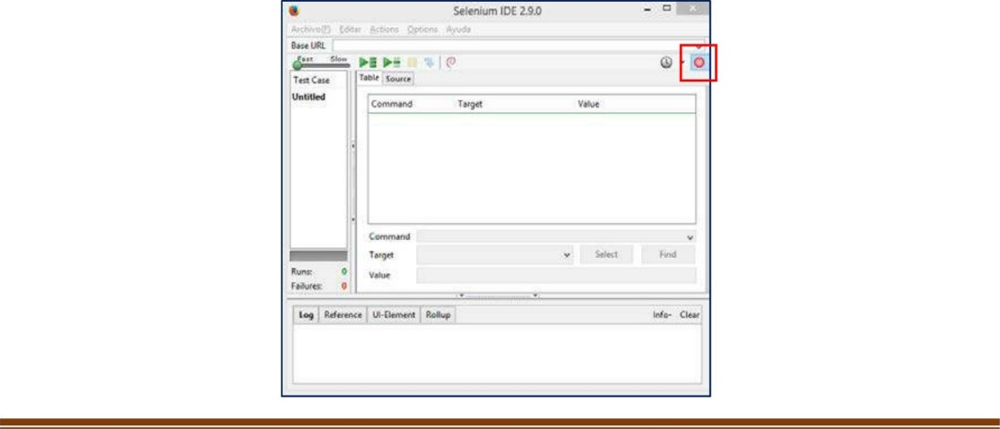 Selenium IDE 2.9.0
Archivo(F) Editar Actions Options Ayuda
Base URL
Fast Slow
Test Case
Table Source
Untitled
Command Target Value
Command
Target Select Find
Value
Runs: 0
Failures: 0
Log Reference UI-Element Rollup Info- Clear